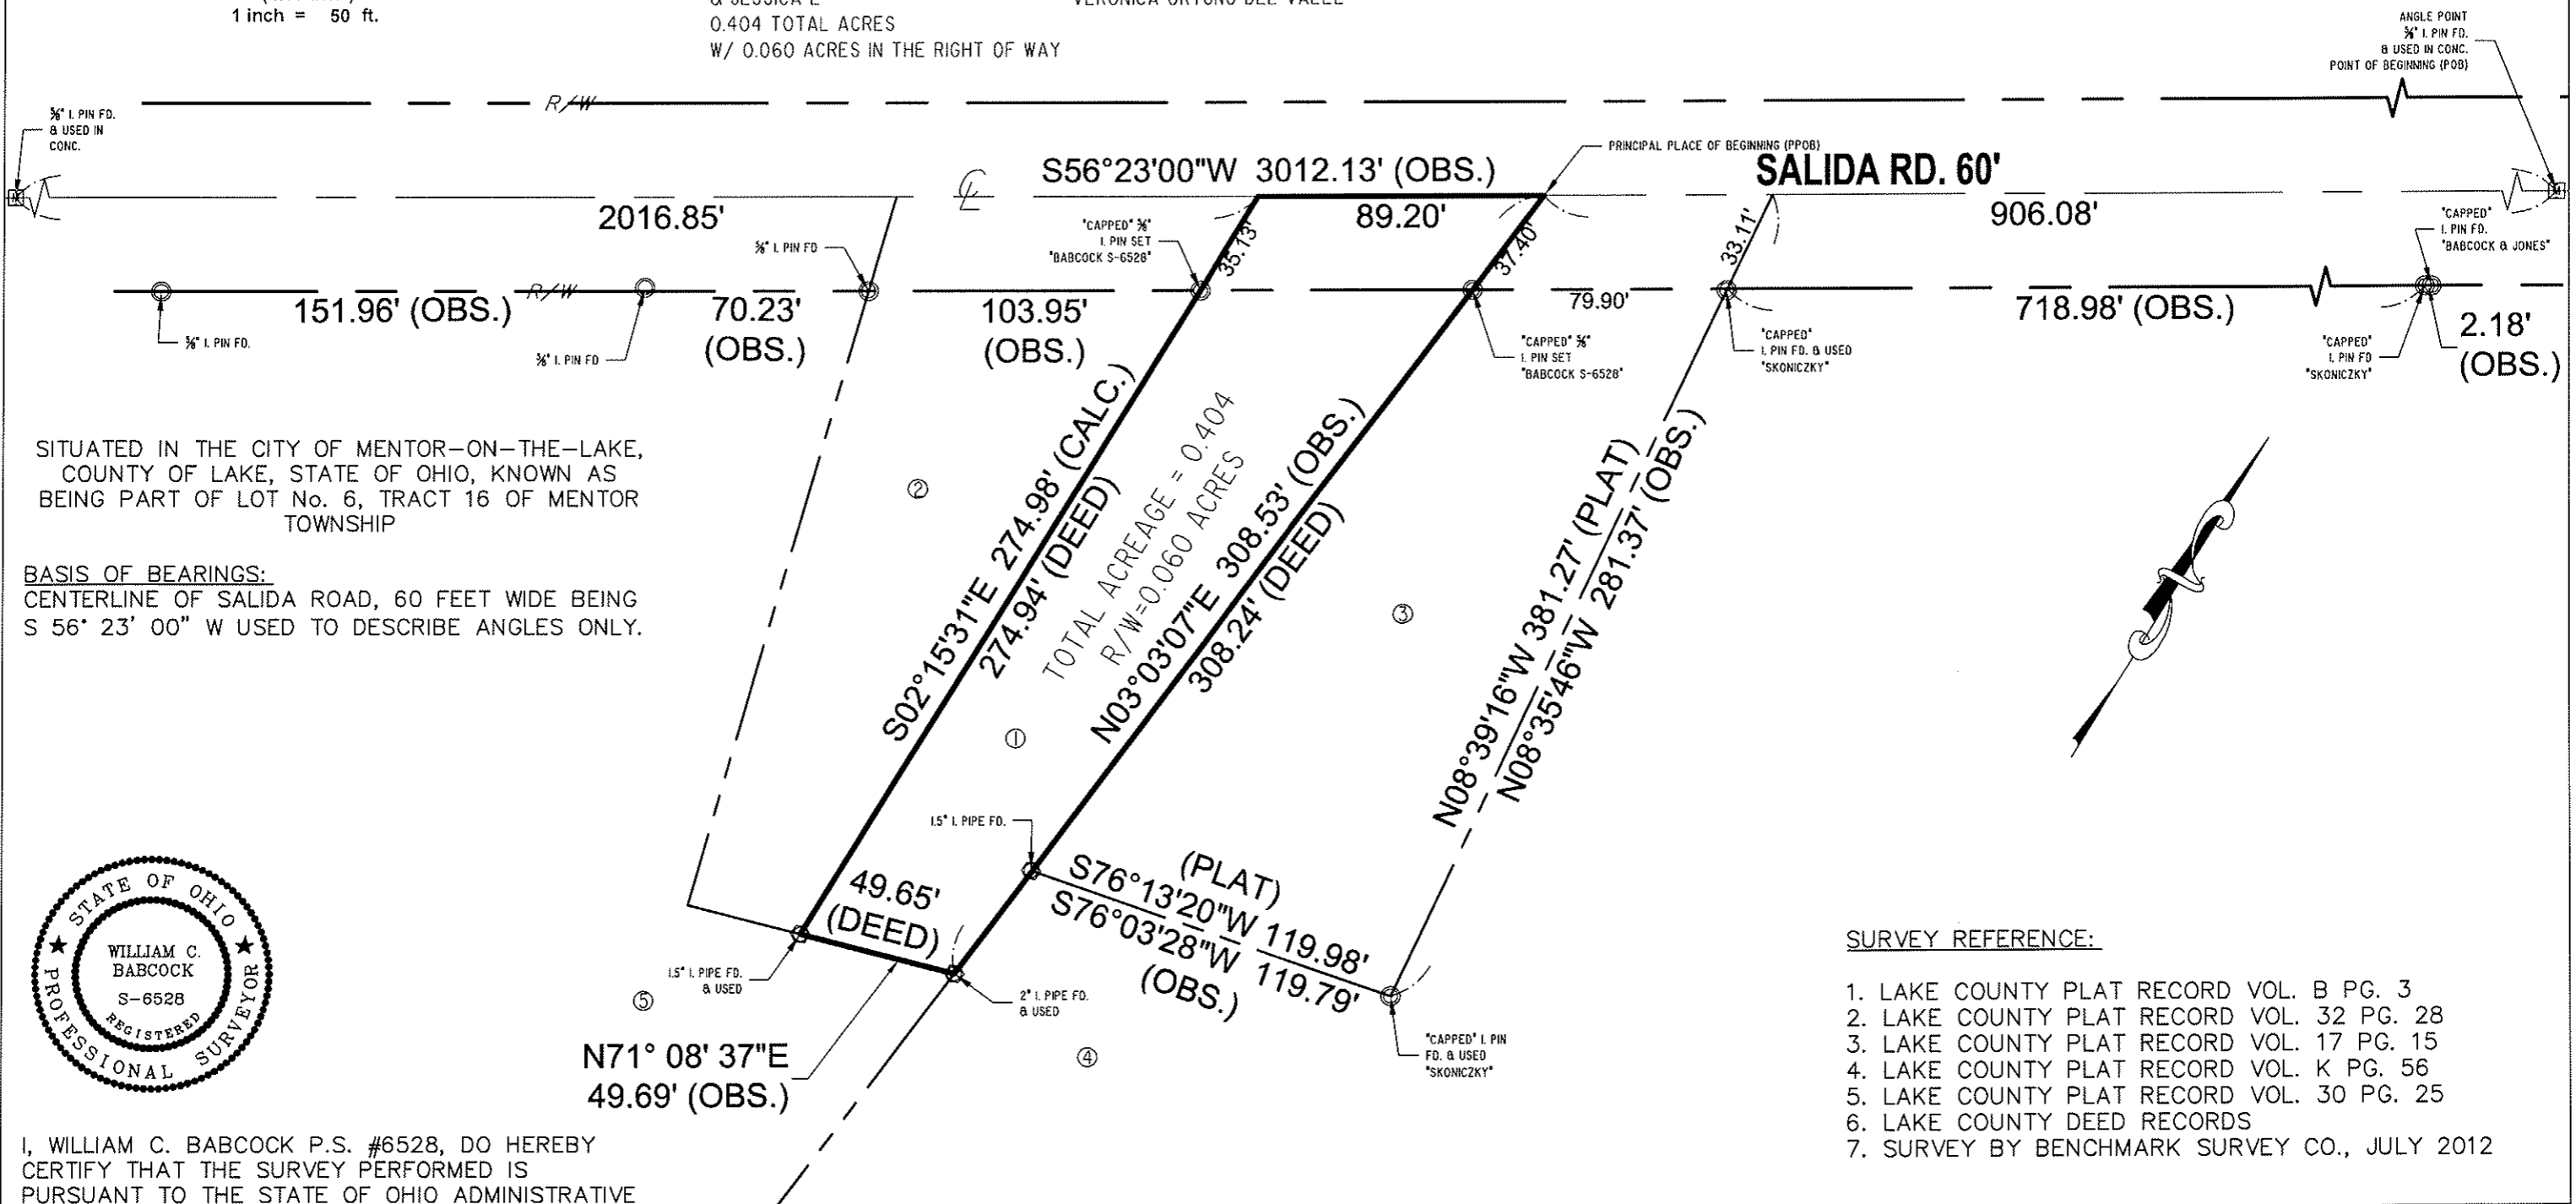 1 inch = 50 ft.
& JESSICA L
VERONICA ORTUNO DEL VALLE
0.404 TOTAL ACRES
W/ 0.060 ACRES IN THE RIGHT OF WAY
ANGLE POINT
⅝" I. PIN FD.
& USED IN CONC.
POINT OF BEGINNING (POB)
R/W
⅝" I. PIN FD.
& USED IN
CONC.
S56°23'00"W 3012.13' (OBS.)
PRINCIPAL PLACE OF BEGINNING (PPOB)
SALIDA RD. 60'
CL
2016.85'
89.20'
906.08'
35.13'
37.40'
33.11'
"CAPPED" ⅝"
I. PIN SET
"BABCOCK S-6528"
⅝" I. PIN FD
"CAPPED"
I. PIN FD.
"BABCOCK & JONES"
R/W
151.96' (OBS.)
70.23'
(OBS.)
103.95'
(OBS.)
79.90'
718.98' (OBS.)
2.18'
(OBS.)
⅝" I. PIN FD.
⅝" I. PIN FD
"CAPPED" ⅝"
I. PIN SET
"BABCOCK S-6528"
"CAPPED"
I. PIN FD. & USED
"SKONICZKY"
"CAPPED"
I. PIN FD
"SKONICZKY"
SITUATED IN THE CITY OF MENTOR-ON-THE-LAKE,
COUNTY OF LAKE, STATE OF OHIO, KNOWN AS
BEING PART OF LOT No. 6, TRACT 16 OF MENTOR
TOWNSHIP
BASIS OF BEARINGS:
CENTERLINE OF SALIDA ROAD, 60 FEET WIDE BEING
S 56° 23' 00" W USED TO DESCRIBE ANGLES ONLY.
②
S02°15'31"E 274.98' (CALC.)
274.94' (DEED)
TOTAL ACREAGE = 0.404
R/W=0.060 ACRES
①
N03°03'07"E 308.53' (OBS.)
308.24' (DEED)
③
N08°39'16"W 381.27' (PLAT)
N08°35'46"W 281.37' (OBS.)
1.5" I. PIPE FD.
(PLAT)
S76°13'20"W 119.98'
S76°03'28"W 119.79'
(OBS.)
49.65'
(DEED)
1.5" I. PIPE FD.
& USED
2" I. PIPE FD.
& USED
⑤
④
N71° 08' 37"E
49.69' (OBS.)
"CAPPED" I. PIN
FD. & USED
"SKONICZKY"
STATE OF OHIO
WILLIAM C.
BABCOCK
S-6528
REGISTERED
PROFESSIONAL SURVEYOR
SURVEY REFERENCE:
1. LAKE COUNTY PLAT RECORD VOL. B PG. 3
2. LAKE COUNTY PLAT RECORD VOL. 32 PG. 28
3. LAKE COUNTY PLAT RECORD VOL. 17 PG. 15
4. LAKE COUNTY PLAT RECORD VOL. K PG. 56
5. LAKE COUNTY PLAT RECORD VOL. 30 PG. 25
6. LAKE COUNTY DEED RECORDS
7. SURVEY BY BENCHMARK SURVEY CO., JULY 2012
I, WILLIAM C. BABCOCK P.S. #6528, DO HEREBY
CERTIFY THAT THE SURVEY PERFORMED IS
PURSUANT TO THE STATE OF OHIO ADMINISTRATIVE